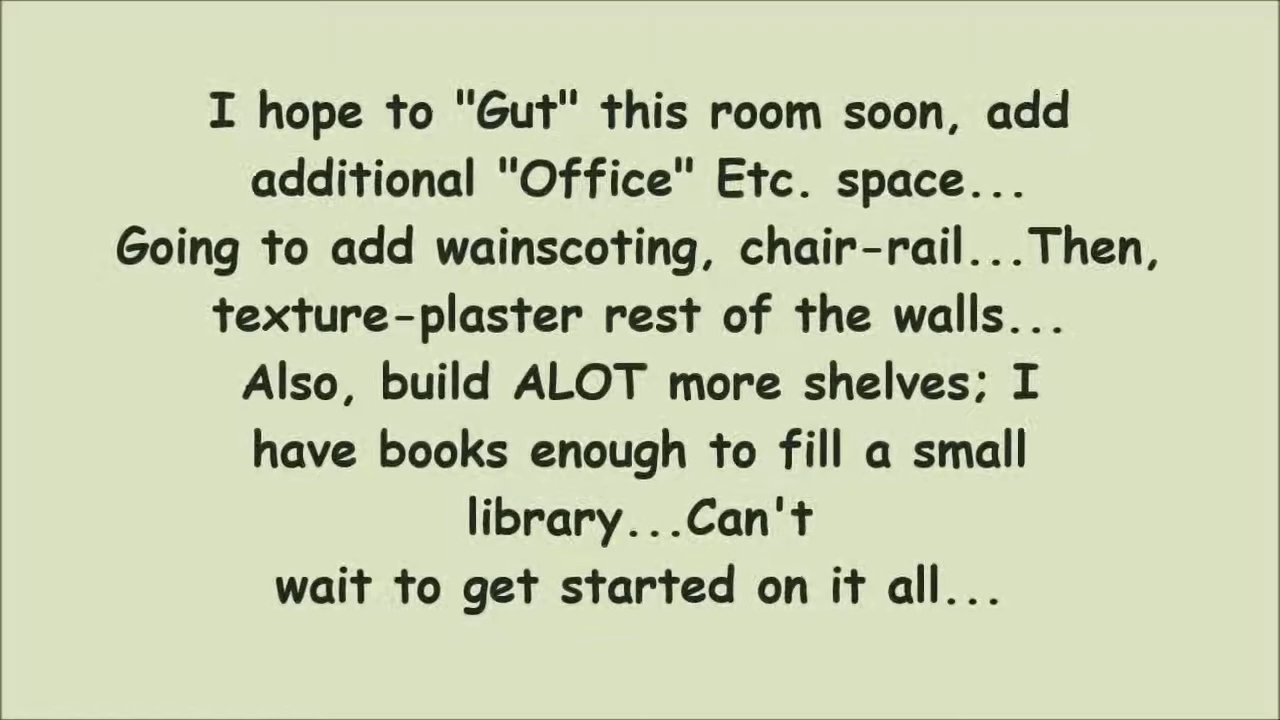 I hope to "Gut" this room soon, add
additional "Office" Etc. space...
Going to add wainscoting, chair-rail...Then,
texture-plaster rest of the walls...
Also, build ALOT more shelves; I
have books enough to fill a small
library...Can't
wait to get started on it all...